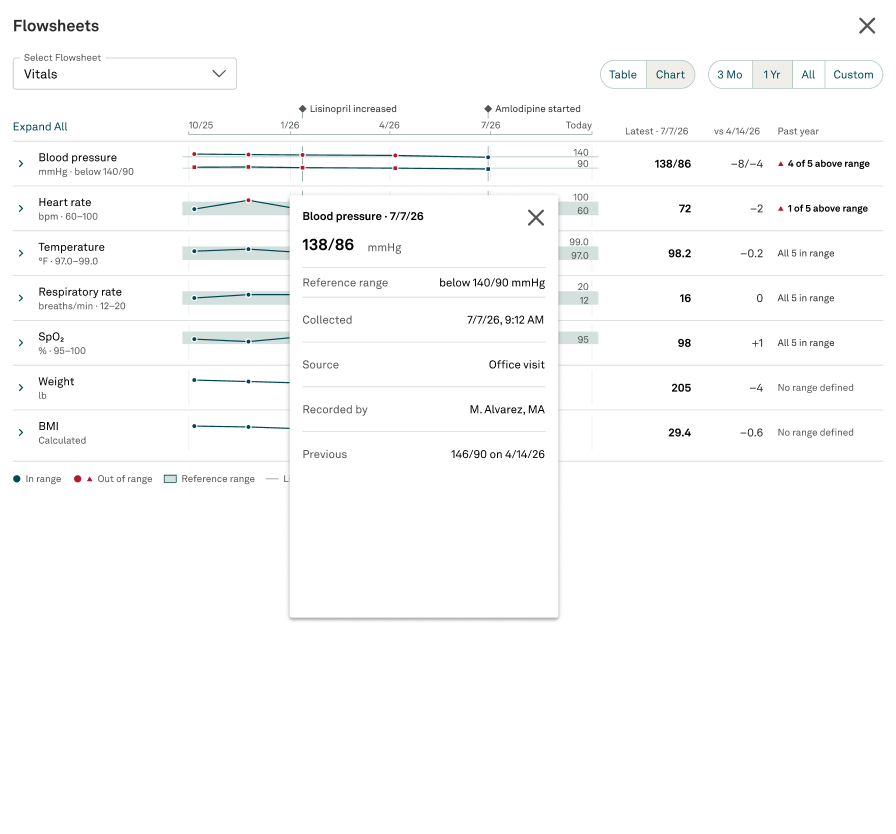 Flowsheets
Select Flowsheet
Vitals
Table
Chart
3 Mo
1 Yr
All
Custom
Lisinopril increased
Amlodipine started
Expand All
10/25
1/26
4/26
7/26
Today
Latest · 7/7/26
vs 4/14/26
Past year
Blood pressure
mmHg · below 140/90
140
90
138/86
−8/−4
▲ 4 of 5 above range
Heart rate
bpm · 60–100
100
60
72
−2
▲ 1 of 5 above range
Temperature
°F · 97.0–99.0
99.0
97.0
98.2
−0.2
All 5 in range
Respiratory rate
breaths/min · 12–20
20
12
16
0
All 5 in range
SpO₂
% · 95–100
95
98
+1
All 5 in range
Weight
lb
205
−4
No range defined
BMI
Calculated
29.4
−0.6
No range defined
In range
Out of range
Reference range
Blood pressure · 7/7/26
138/86 mmHg
Reference range
below 140/90 mmHg
Collected
7/7/26, 9:12 AM
Source
Office visit
Recorded by
M. Alvarez, MA
Previous
146/90 on 4/14/26